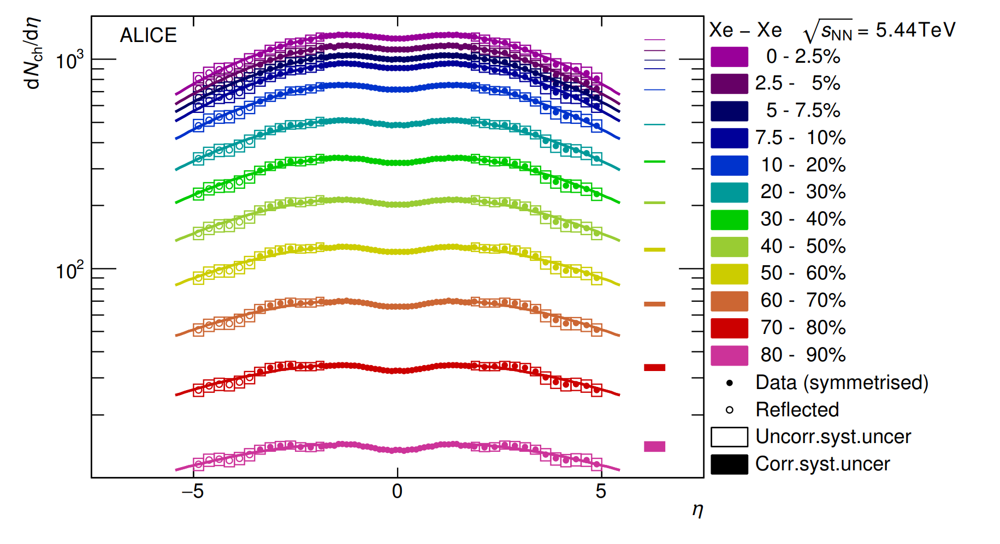 dN_ch/dη
ALICE
10^3
10^2
−5
0
5
η
Xe – Xe √s_NN = 5.44TeV
0 - 2.5%
2.5 - 5%
5 - 7.5%
7.5 - 10%
10 - 20%
20 - 30%
30 - 40%
40 - 50%
50 - 60%
60 - 70%
70 - 80%
80 - 90%
Data (symmetrised)
Reflected
Uncorr.syst.uncer
Corr.syst.uncer